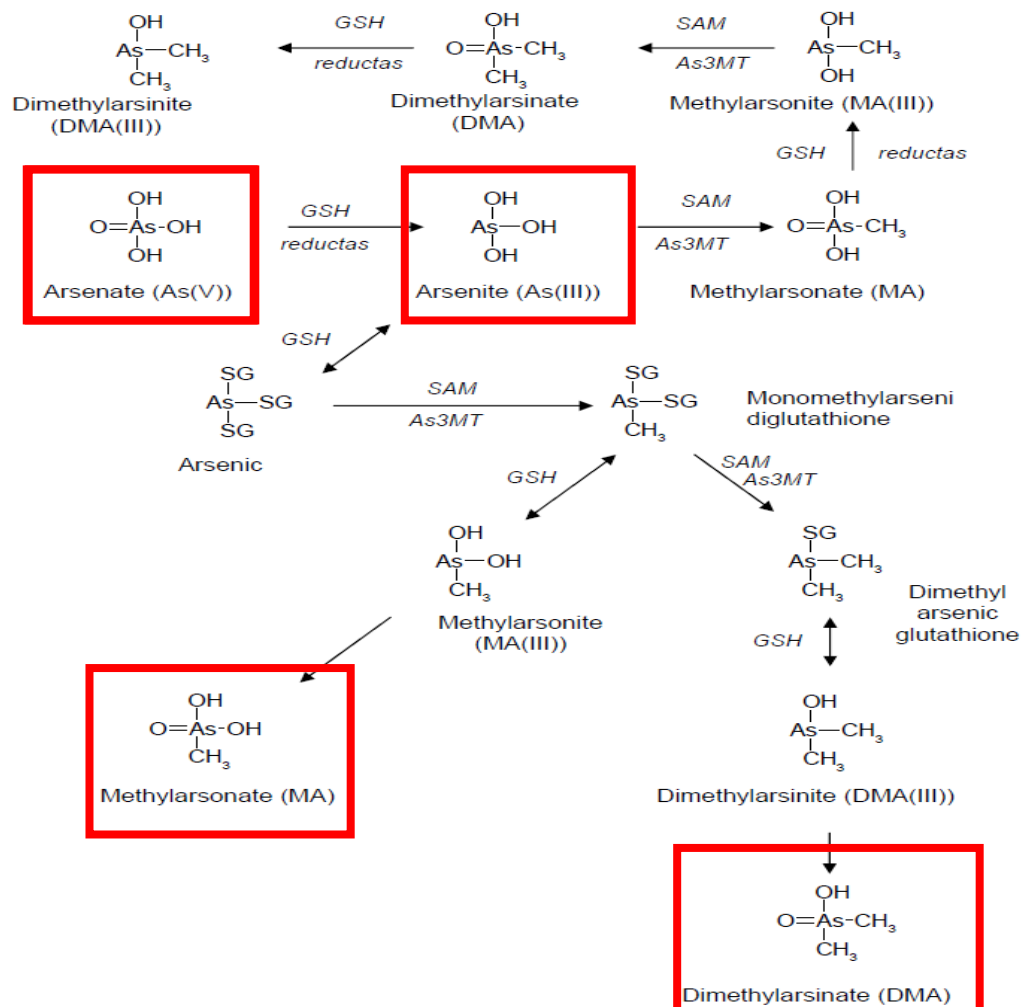 OH
As—CH3
CH3
Dimethylarsinite
(DMA(III))
GSH
reductas
OH
O=As-CH3
CH3
Dimethylarsinate
(DMA)
SAM
As3MT
OH
As—CH3
OH
Methylarsonite (MA(III))
GSH
reductas
OH
O=As-OH
OH
Arsenate (As(V))
GSH
reductas
OH
As—OH
OH
Arsenite (As(III))
SAM
As3MT
OH
O=As-CH3
OH
Methylarsonate (MA)
GSH
SG
As—SG
SG
Arsenic
SAM
As3MT
SG
As—SG
CH3
Monomethylarseni
diglutathione
GSH
SAM
As3MT
OH
As—OH
CH3
Methylarsonite
(MA(III))
SG
As—CH3
CH3
Dimethyl
arsenic
glutathione
GSH
OH
O=As-OH
CH3
Methylarsonate (MA)
OH
As—CH3
CH3
Dimethylarsinite (DMA(III))
OH
O=As-CH3
CH3
Dimethylarsinate (DMA)